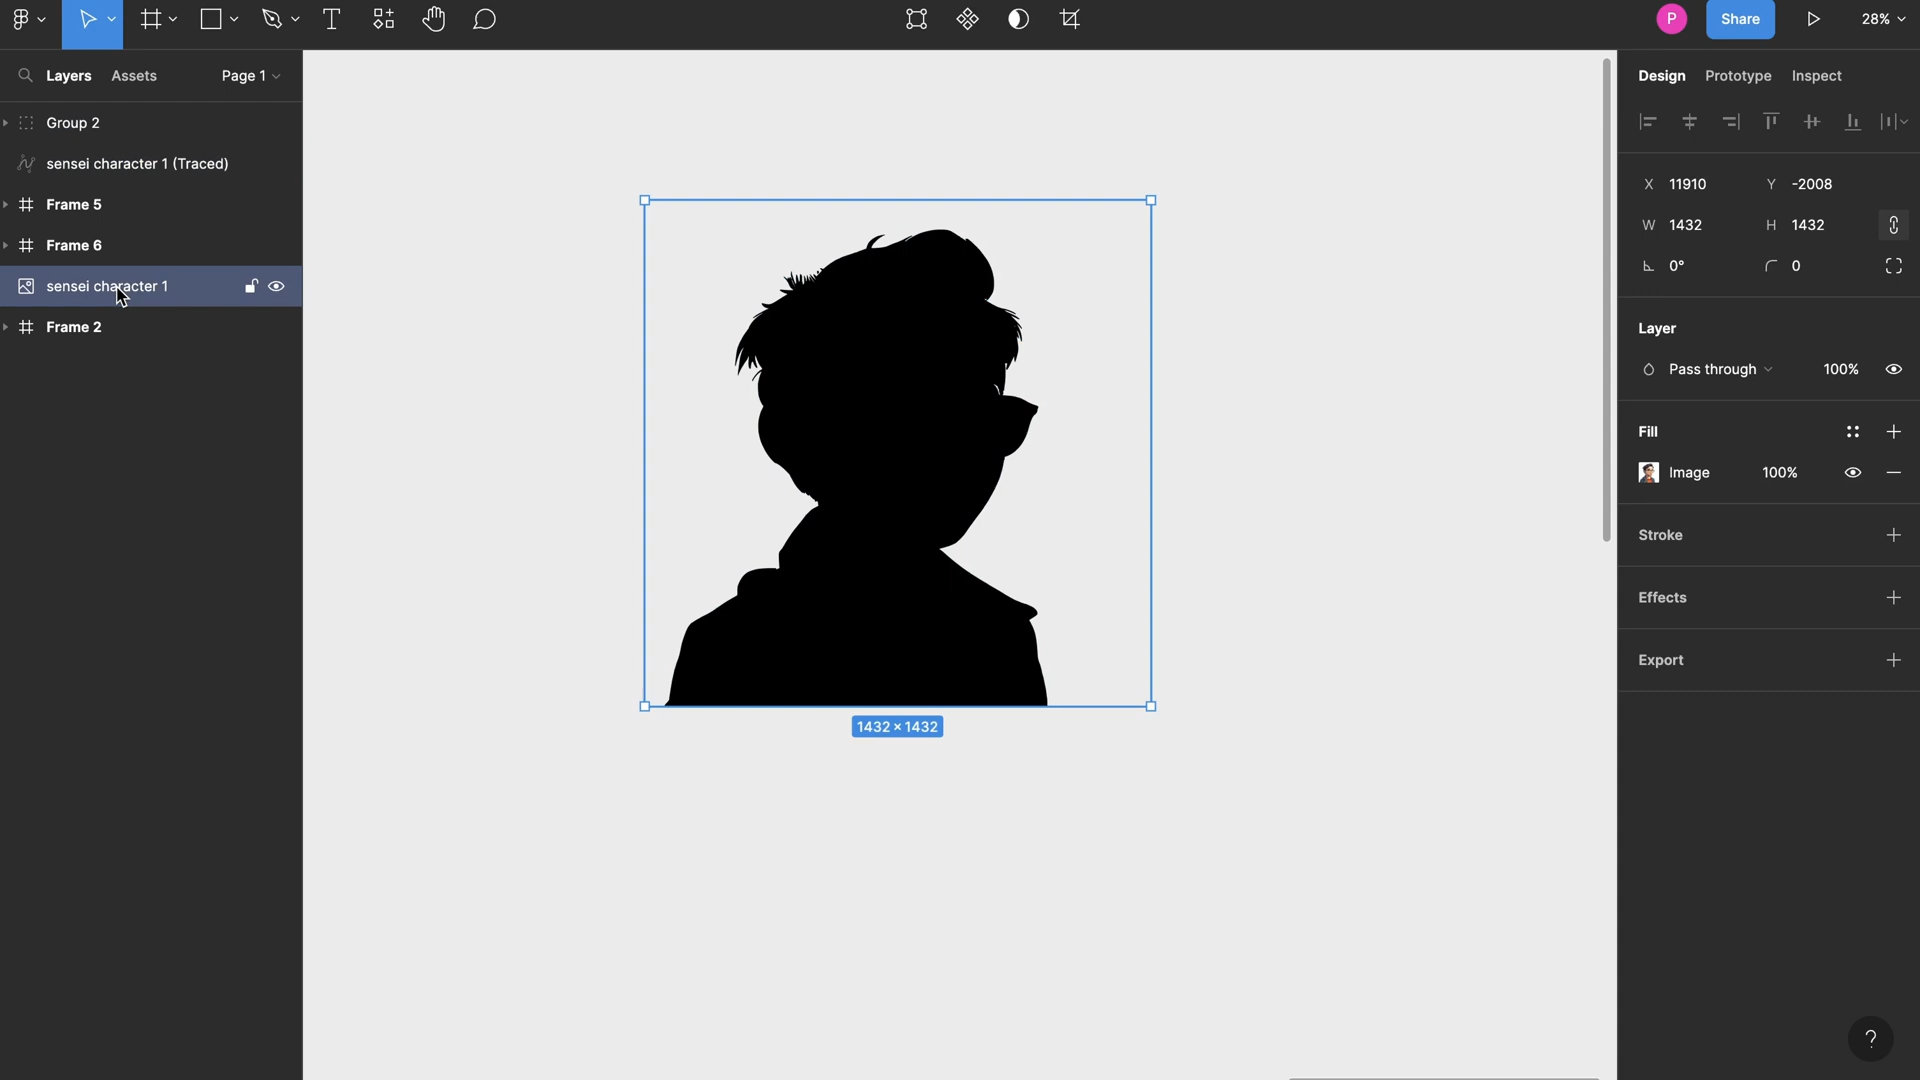 P
Share
28%
Layers
Assets
Page 1
Design
Prototype
Inspect
Group 2
sensei character 1 (Traced)
Frame 5
Frame 6
sensei character 1
Frame 2
1432 × 1432
X 11910
Y -2008
W 1432
H 1432
0°
0
Layer
Pass through
100%
Fill
Image
100%
Stroke
Effects
Export
?